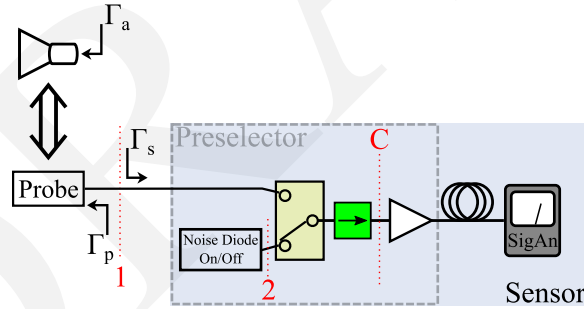 Γa
Γs
Preselector
C
Probe
Γp
Noise Diode
On/Off
1
2
SigAn
Sensor